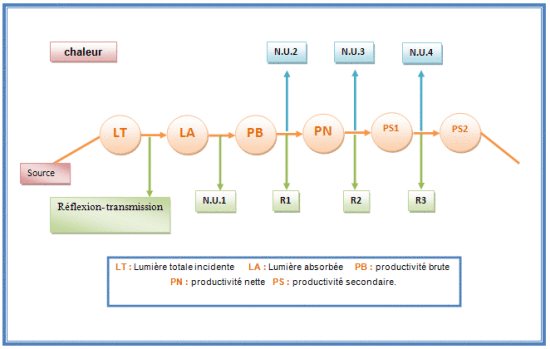 chaleur
N.U.2 N.U.3 N.U.4
LT LA PB PN PS1 PS2
Source
Réflexion-transmission N.U.1 R1 R2 R3
LT : Lumière totale incidente LA : Lumière absorbée PB : productivité brute
PN : productivité nette PS : productivité secondaire.